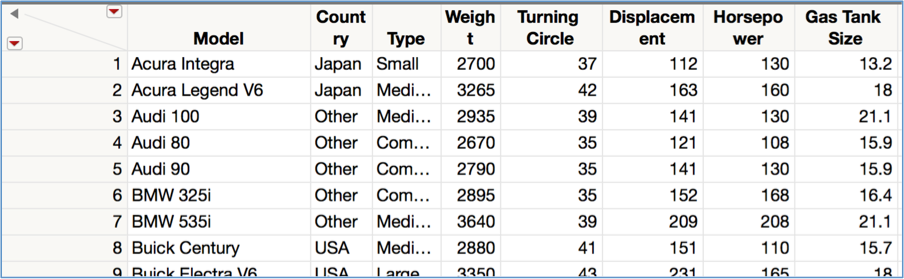 Model Country Type Weight Turning Circle Displacement Horsepower Gas Tank Size
1 Acura Integra Japan Small 2700 37 112 130 13.2
2 Acura Legend V6 Japan Medi... 3265 42 163 160 18
3 Audi 100 Other Medi... 2935 39 141 130 21.1
4 Audi 80 Other Com... 2670 35 121 108 15.9
5 Audi 90 Other Com... 2790 35 141 130 15.9
6 BMW 325i Other Com... 2895 35 152 168 16.4
7 BMW 535i Other Medi... 3640 39 209 208 21.1
8 Buick Century USA Medi... 2880 41 151 110 15.7
9 Buick Electra V6 USA Large 3350 43 231 165 18